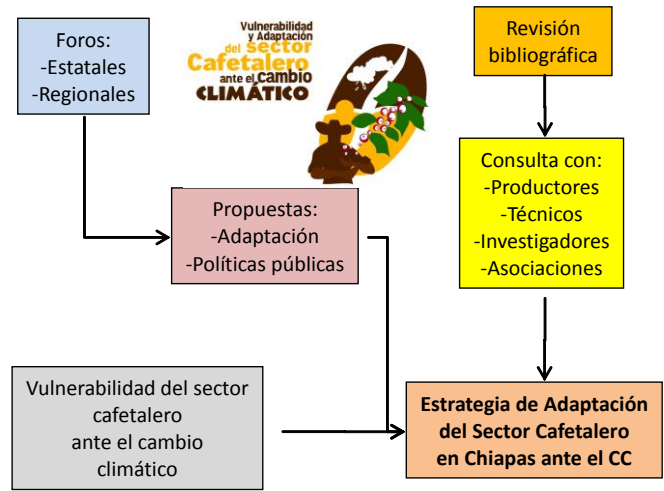 Foros:
-Estatales
-Regionales
Vulnerabilidad
y Adaptación
del sector
Cafetalero
ante el cambio
CLIMÁTICO
Revisión
bibliográfica
Consulta con:
-Productores
-Técnicos
-Investigadores
-Asociaciones
Propuestas:
-Adaptación
-Políticas públicas
Vulnerabilidad del sector
cafetalero
ante el cambio
climático
Estrategia de Adaptación
del Sector Cafetalero
en Chiapas ante el CC